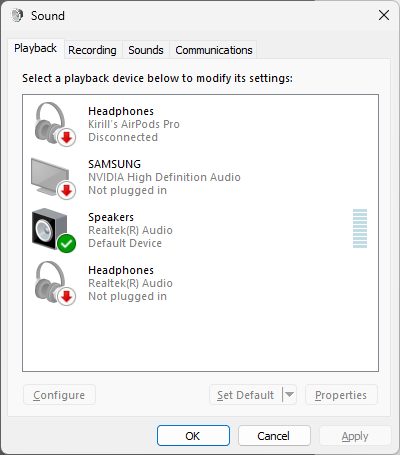 Sound
Playback Recording Sounds Communications
Select a playback device below to modify its settings:
Headphones
Kirill's AirPods Pro
Disconnected
SAMSUNG
NVIDIA High Definition Audio
Not plugged in
Speakers
Realtek(R) Audio
Default Device
Headphones
Realtek(R) Audio
Not plugged in
Configure Set Default Properties
OK Cancel Apply